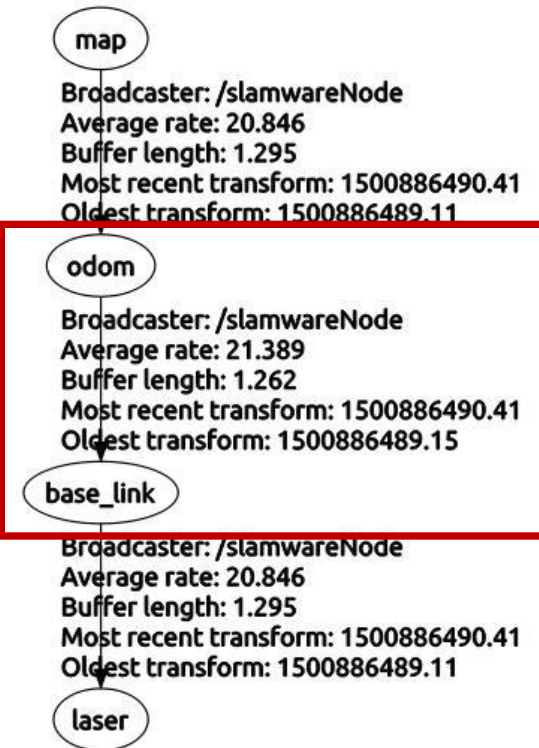 map
Broadcaster: /slamwareNode
Average rate: 20.846
Buffer length: 1.295
Most recent transform: 1500886490.41
Oldest transform: 1500886489.11
odom
Broadcaster: /slamwareNode
Average rate: 21.389
Buffer length: 1.262
Most recent transform: 1500886490.41
Oldest transform: 1500886489.15
base_link
Broadcaster: /slamwareNode
Average rate: 20.846
Buffer length: 1.295
Most recent transform: 1500886490.41
Oldest transform: 1500886489.11
laser